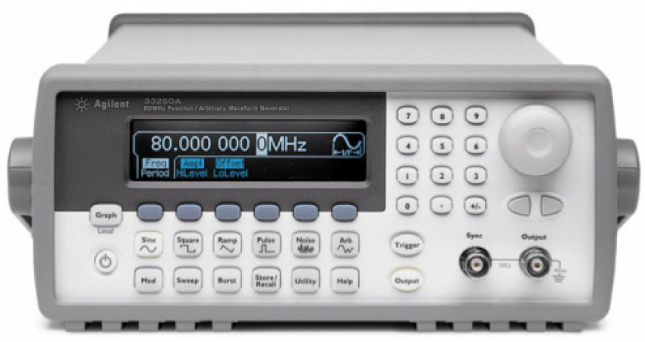 Agilent
33250A
80MHz Function / Arbitrary Waveform Generator
80.000 000 0MHz
1/F
Freq Ampl Offset
Period HiLevel LoLevel
7 8 9
4 5 6
1 2 3
0 . +/-
Graph
Local
Sine Square Ramp Pulse Noise Arb
Trigger
Sync Output
Mod Sweep Burst Store/ Recall Utility Help
Output